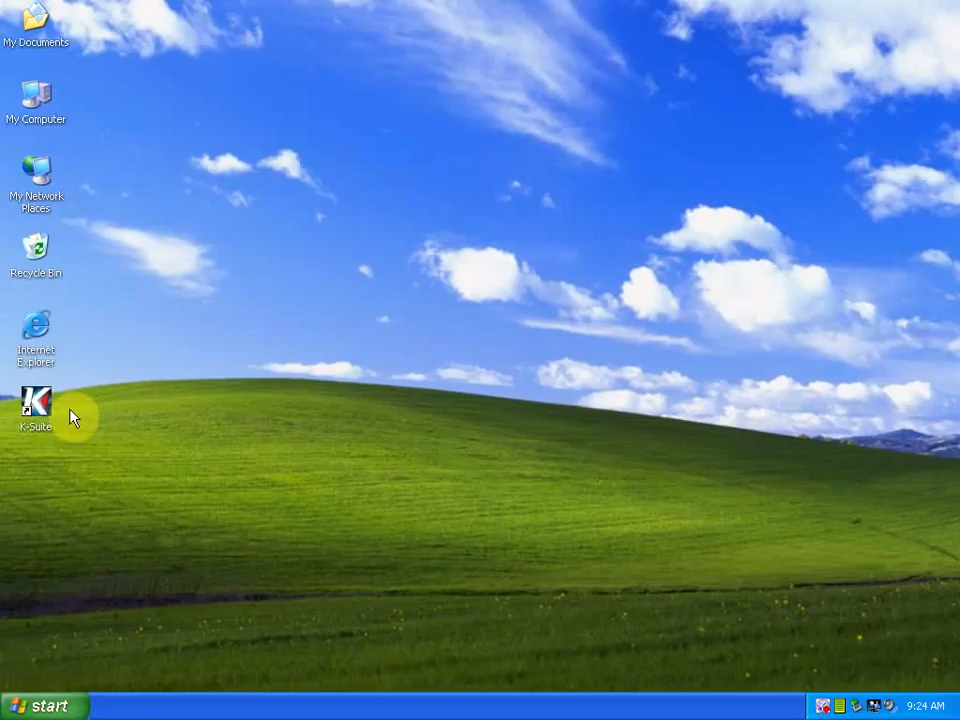 My Documents
My Computer
My Network
Places
Recycle Bin
Internet
Explorer
K-Suite
start
9:24 AM